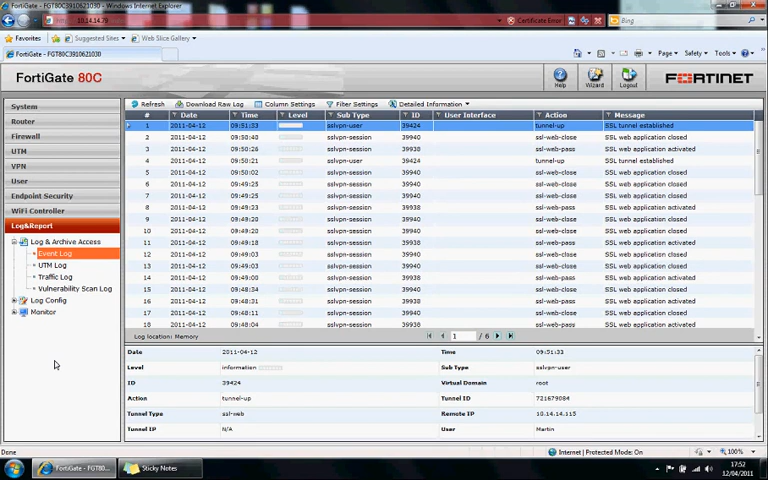 FortiGate - FGT80C3910621030 - Windows Internet Explorer
10.14.14.79
Certificate Error
Bing
Favorites Suggested Sites Web Slice Gallery
FortiGate - FGT80C3910621030
Page Safety Tools
FortiGate 80C
Help Wizard Logout
FORTINET
System
Router
Firewall
UTM
VPN
User
Endpoint Security
WiFi Controller
Log&Report
Log & Archive Access
Event Log
UTM Log
Traffic Log
Vulnerability Scan Log
Log Config
Monitor
Refresh Download Raw Log Column Settings Filter Settings Detailed Information
# Date Time Level Sub Type ID User Interface Action Message
1 2011-04-12 09:51:33 sslvpn-user 39424 tunnel-up SSL tunnel established
2 2011-04-12 09:50:40 sslvpn-session 39940 ssl-web-close SSL web application closed
3 2011-04-12 09:50:26 sslvpn-session 39938 ssl-web-pass SSL web application activated
4 2011-04-12 09:50:21 sslvpn-user 39424 tunnel-up SSL tunnel established
5 2011-04-12 09:50:02 sslvpn-session 39940 ssl-web-close SSL web application closed
6 2011-04-12 09:49:25 sslvpn-session 39940 ssl-web-close SSL web application closed
7 2011-04-12 09:49:25 sslvpn-session 39940 ssl-web-close SSL web application closed
8 2011-04-12 09:49:23 sslvpn-session 39938 ssl-web-pass SSL web application activated
9 2011-04-12 09:49:20 sslvpn-session 39940 ssl-web-close SSL web application closed
10 2011-04-12 09:49:20 sslvpn-session 39940 ssl-web-close SSL web application closed
11 2011-04-12 09:49:18 sslvpn-session 39938 ssl-web-pass SSL web application activated
12 2011-04-12 09:49:03 sslvpn-session 39940 ssl-web-close SSL web application closed
13 2011-04-12 09:49:03 sslvpn-session 39940 ssl-web-close SSL web application closed
14 2011-04-12 09:49:00 sslvpn-session 39938 ssl-web-pass SSL web application activated
15 2011-04-12 09:48:34 sslvpn-session 39940 ssl-web-close SSL web application closed
16 2011-04-12 09:48:31 sslvpn-session 39938 ssl-web-pass SSL web application activated
17 2011-04-12 09:48:09 sslvpn-session 39940 ssl-web-close SSL web application closed
18 2011-04-12 09:48:04 sslvpn-session 39938 ssl-web-pass SSL web application activated
Log location: Memory 1 / 6
Date 2011-04-12 Time 09:51:33
Level information Sub Type sslvpn-user
ID 39424 Virtual Domain root
Action tunnel-up Tunnel ID 721679084
Tunnel Type ssl-web Remote IP 10.14.14.115
Tunnel IP N/A User Martin
Done
Internet | Protected Mode: On
100%
FortiGate - FGT80...
Sticky Notes
17:52
12/04/2011